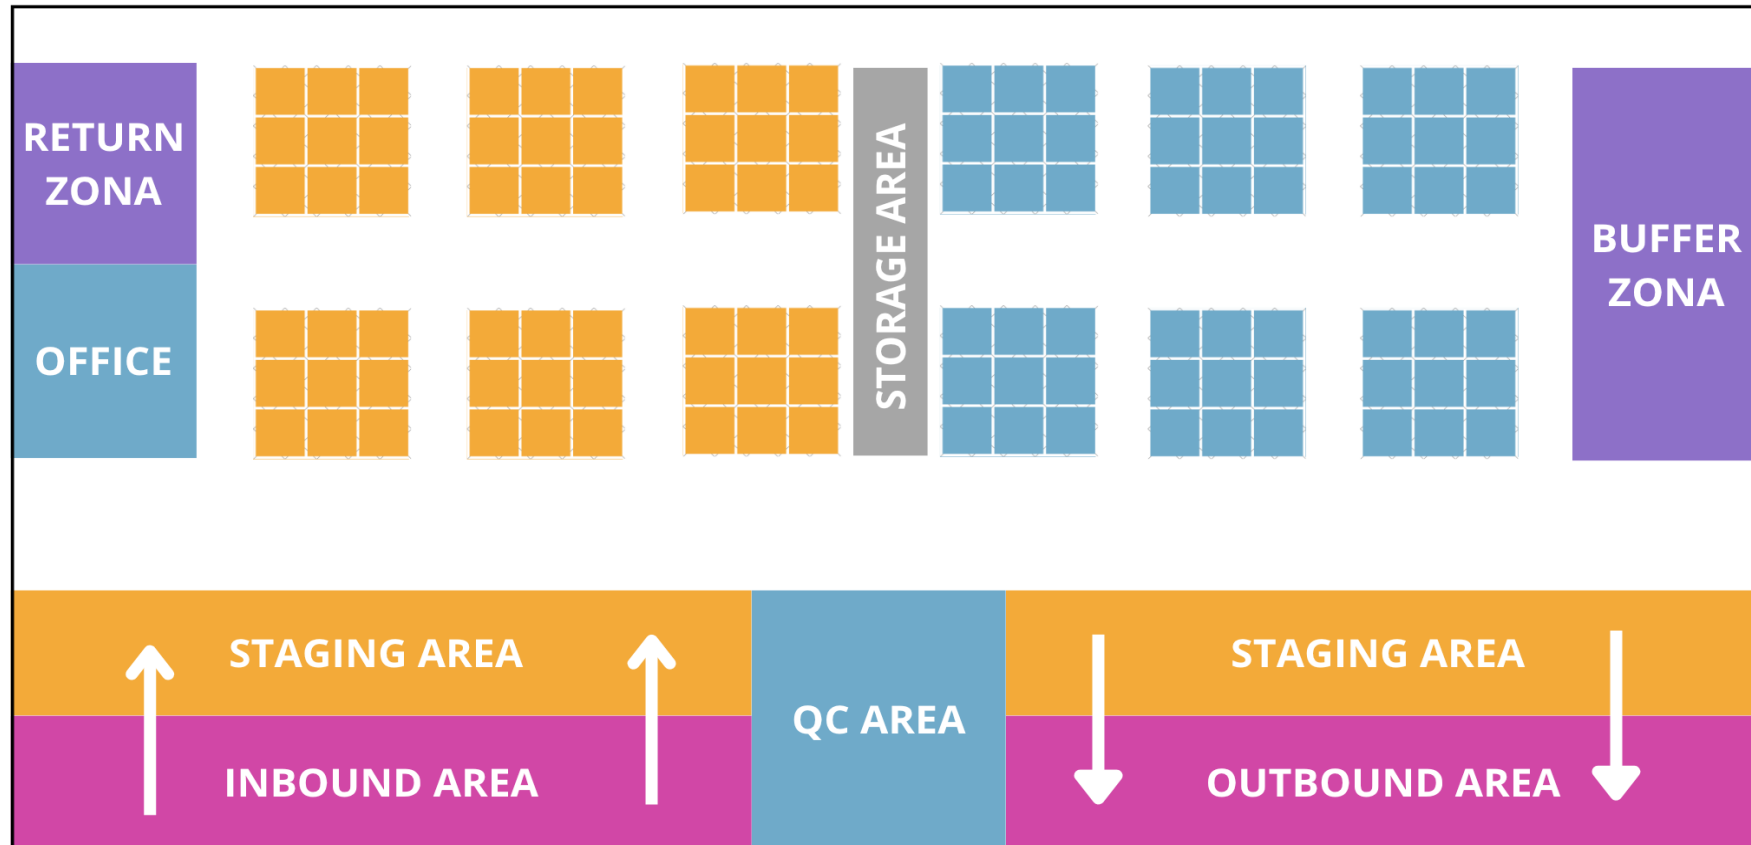 RETURN
ZONA
OFFICE
STORAGE AREA
BUFFER
ZONA
STAGING AREA
INBOUND AREA
QC AREA
STAGING AREA
OUTBOUND AREA